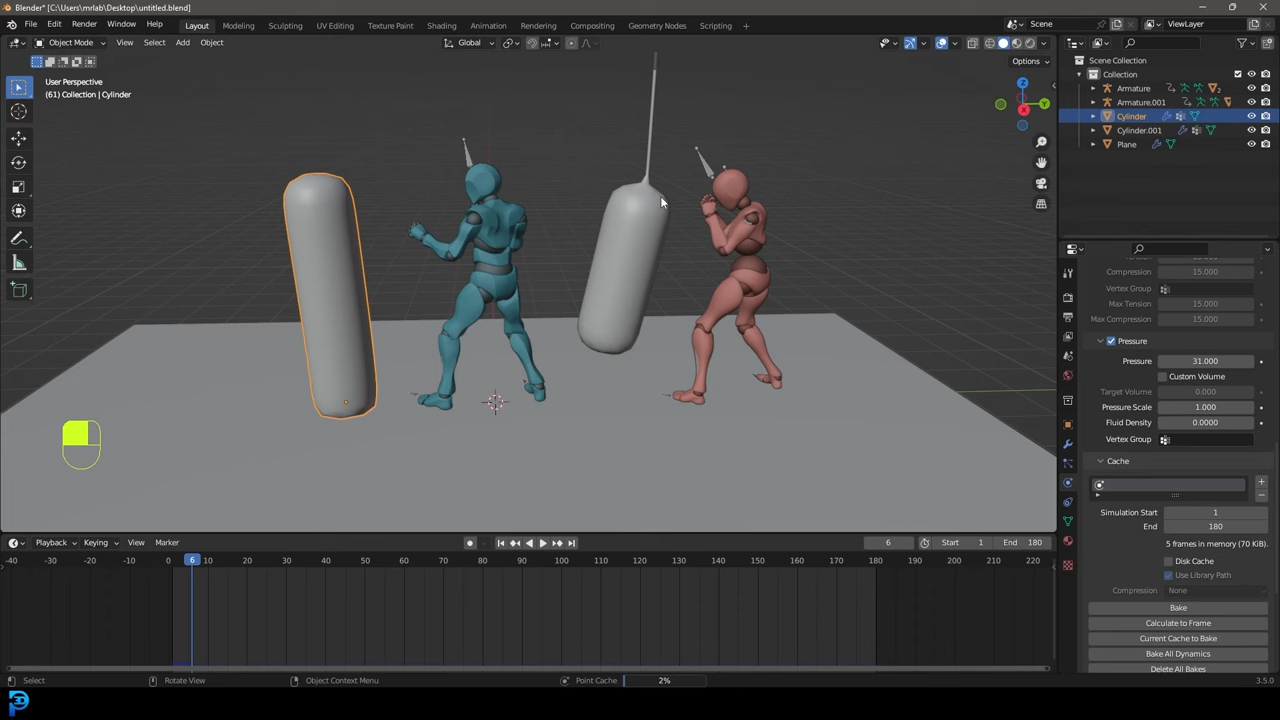 Blender* [C:\Users\mrlab\Desktop\untitled.blend]
File Edit Render Window Help Layout Modeling Sculpting UV Editing Texture Paint Shading Animation Rendering Compositing Geometry Nodes Scripting + Scene ViewLayer
Object Mode View Select Add Object Global
Options
User Perspective
(61) Collection | Cylinder
Z
Y
X
Scene Collection
Collection
Armature 2
Armature.001
Cylinder
Cylinder.001
Plane
Compression 15.000
Vertex Group
Max Tension 15.000
Max Compression 15.000
Pressure
Pressure 31.000
Custom Volume
Target Volume 0.000
Pressure Scale 1.000
Fluid Density 0.0000
Vertex Group
Cache
Simulation Start 1
End 180
5 frames in memory (70 KiB)
Disk Cache
Use Library Path
Compression None
Bake
Calculate to Frame
Current Cache to Bake
Bake All Dynamics
Delete All Bakes
Playback Keying View Marker 6 Start 1 End 180
-40 -30 -20 -10 0 6 10 20 30 40 50 60 70 80 90 100 110 120 130 140 150 160 170 180 190 200 210 220
Select Rotate View Object Context Menu Point Cache 2% 3.5.0